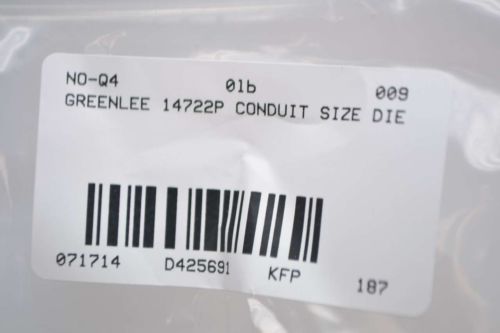 NO-Q4 01b 009
GREENLEE 14722P CONDUIT SIZE DIE
071714 D425691 KFP 187